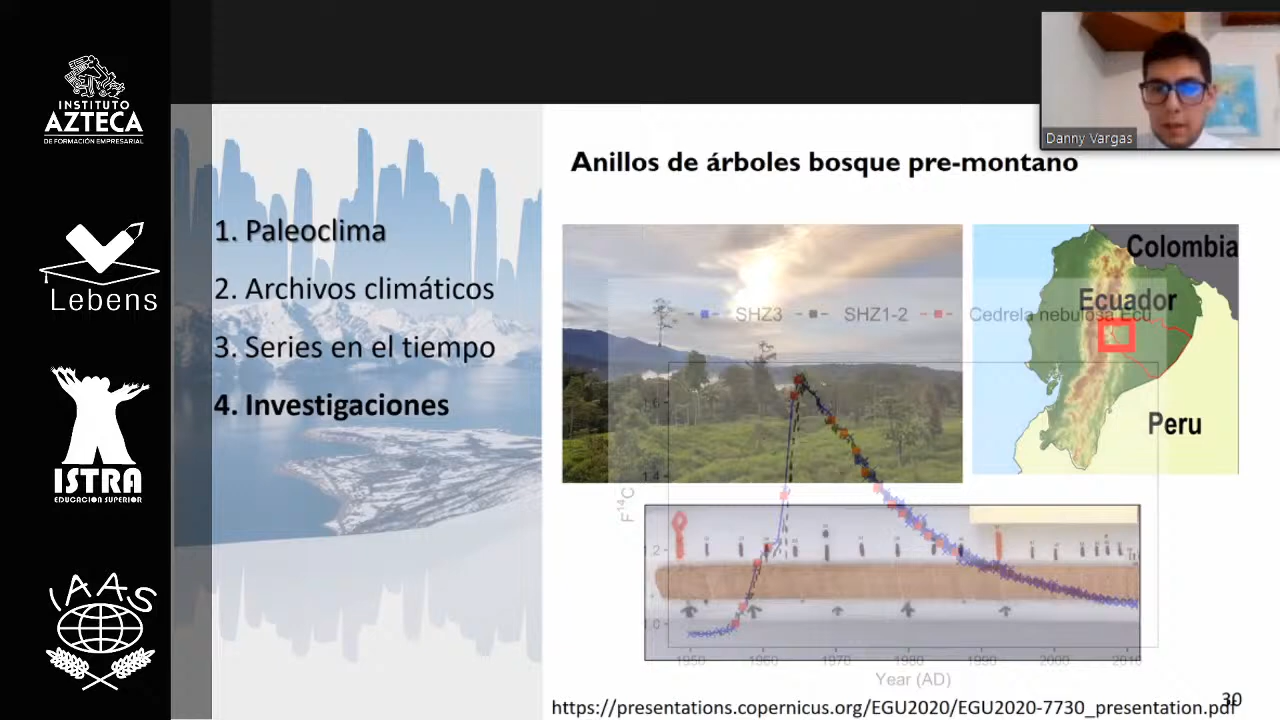 INSTITUTO
AZTECA
DE FORMACIÓN EMPRESARIAL
Lebens
ISTRA
EDUCACION SUPERIOR
IAAS
1. Paleoclima
2. Archivos climáticos
3. Series en el tiempo
4. Investigaciones
Danny Vargas
Anillos de árboles bosque pre-montano
Colombia
Ecuador
Peru
SHZ3
SHZ1-2
Cedrela nebulosa Ecu
F14C
1.6
1.4
1.2
1.0
1950 1960 1970 1980 1990 2000 2010
Year (AD)
https://presentations.copernicus.org/EGU2020/EGU2020-7730_presentation.pdf
30